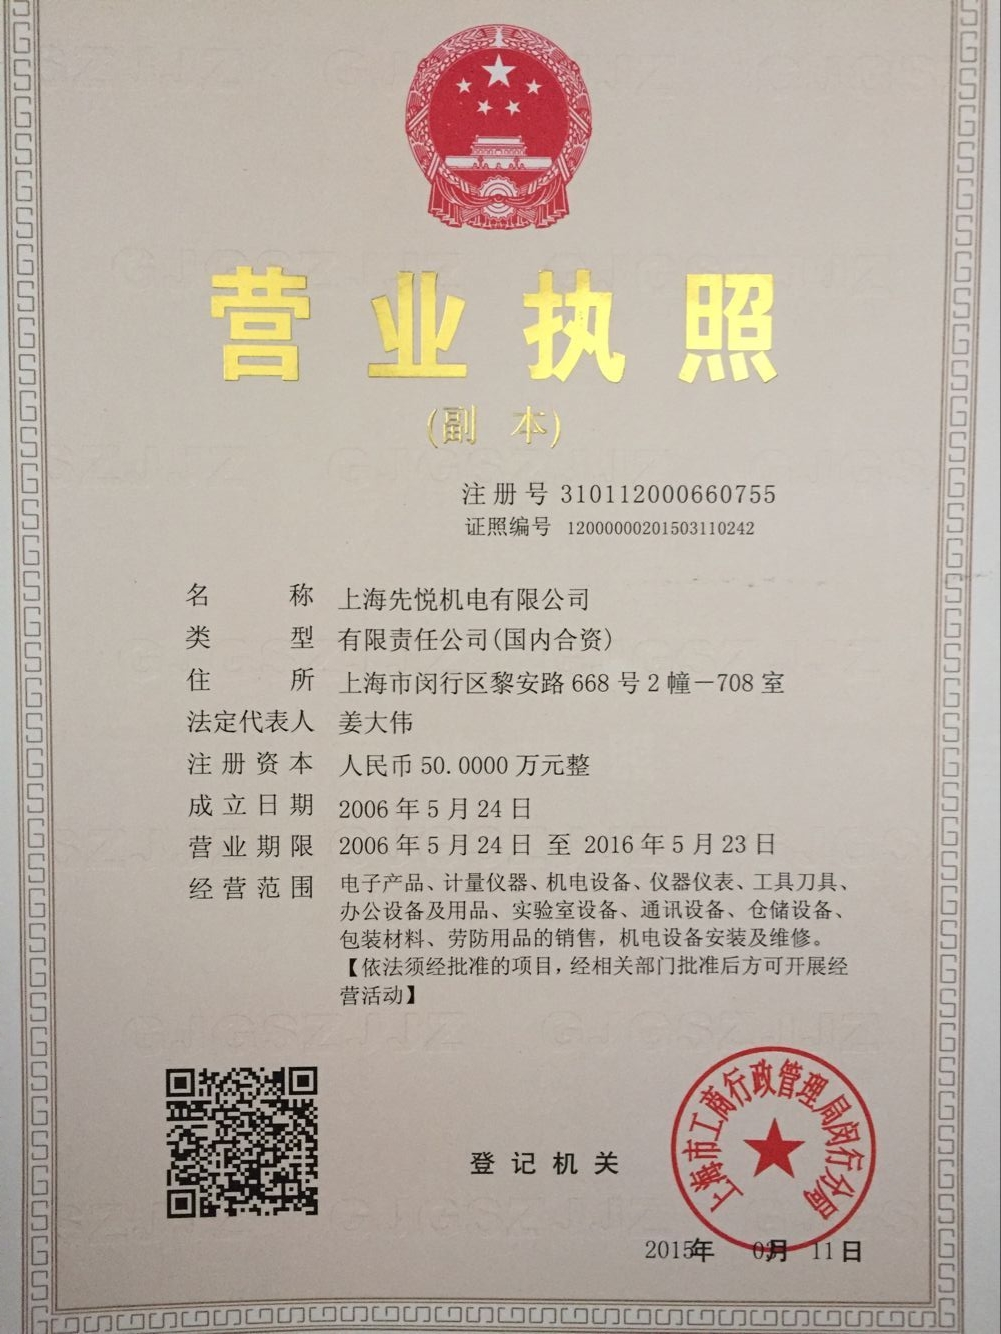 营业执照
(副 本)
注册号 310112000660755
证照编号 12000000201503110242
名称 上海先悦机电有限公司
类型 有限责任公司(国内合资)
住所 上海市闵行区黎安路668号2幢－708室
法定代表人 姜大伟
注册资本 人民币50.0000万元整
成立日期 2006年5月24日
营业期限 2006年5月24日 至 2016年5月23日
经营范围 电子产品、计量仪器、机电设备、仪器仪表、工具刀具、
办公设备及用品、实验室设备、通讯设备、仓储设备、
包装材料、劳防用品的销售，机电设备安装及维修。
【依法须经批准的项目，经相关部门批准后方可开展经
营活动】
登记机关
上海市工商行政管理局闵行分局
2015年 03月 11日